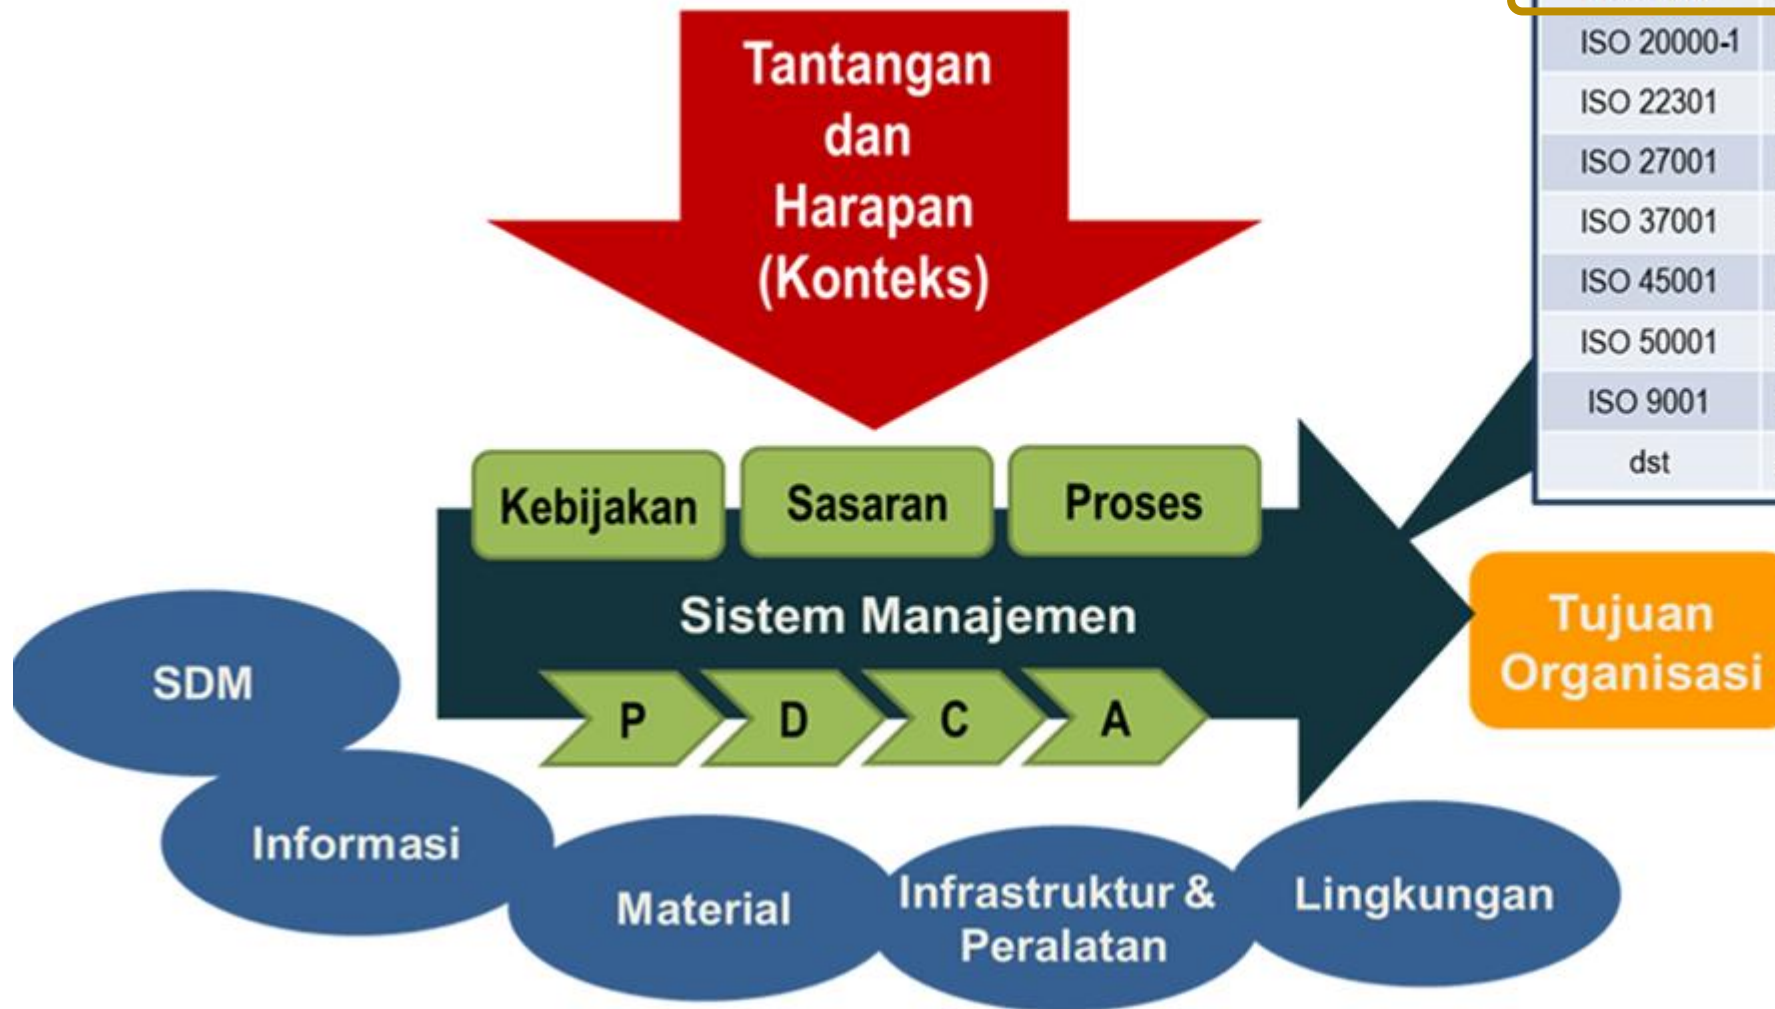 Tantangan
dan
Harapan
(Konteks)
ISO 20000-1
ISO 22301
ISO 27001
ISO 37001
ISO 45001
ISO 50001
ISO 9001
dst
Kebijakan
Sasaran
Proses
Sistem Manajemen
P
D
C
A
Tujuan
Organisasi
SDM
Informasi
Material
Infrastruktur &
Peralatan
Lingkungan